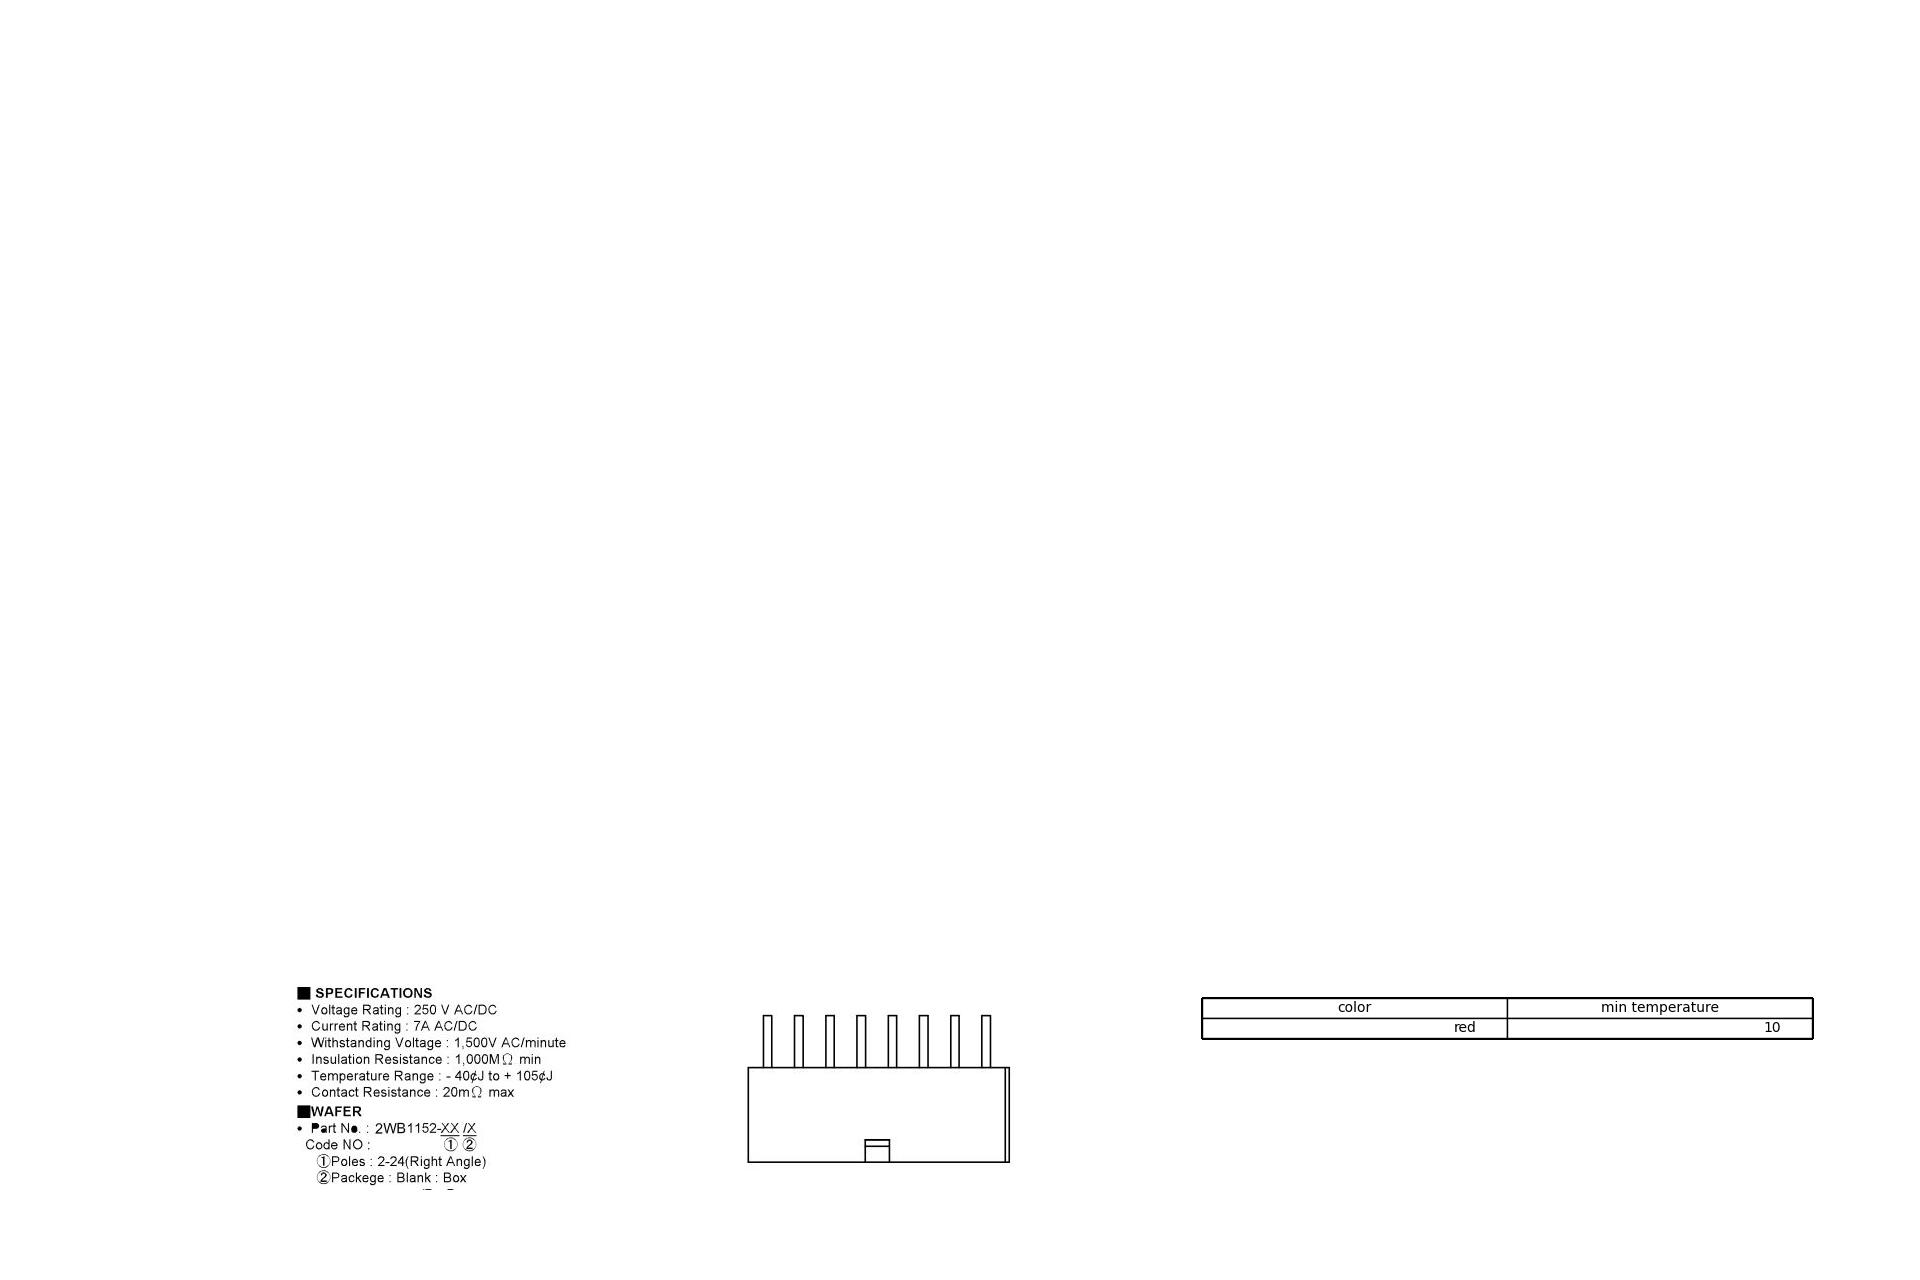 ■ SPECIFICATIONS
• Voltage Rating : 250 V AC/DC
• Current Rating : 7A AC/DC
• Withstanding Voltage : 1,500V AC/minute
• Insulation Resistance : 1,000MΩ min
• Temperature Range : - 40¢J to + 105¢J
• Contact Resistance : 20mΩ max
■WAFER
• Part No. : 2WB1152-XX /X
Code NO : ① ②
①Poles : 2-24(Right Angle)
②Packege : Blank : Box
color min temperature
red 10